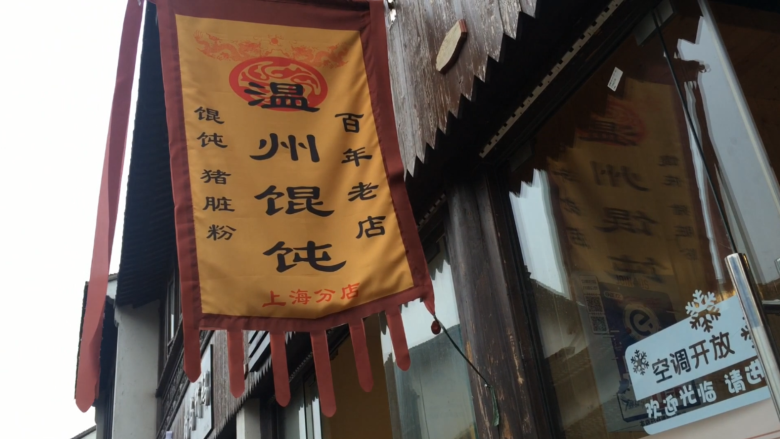 百年老店
温州馄饨
馄饨 猪脏粉
上海分店
空调开放
欢迎光临 请进